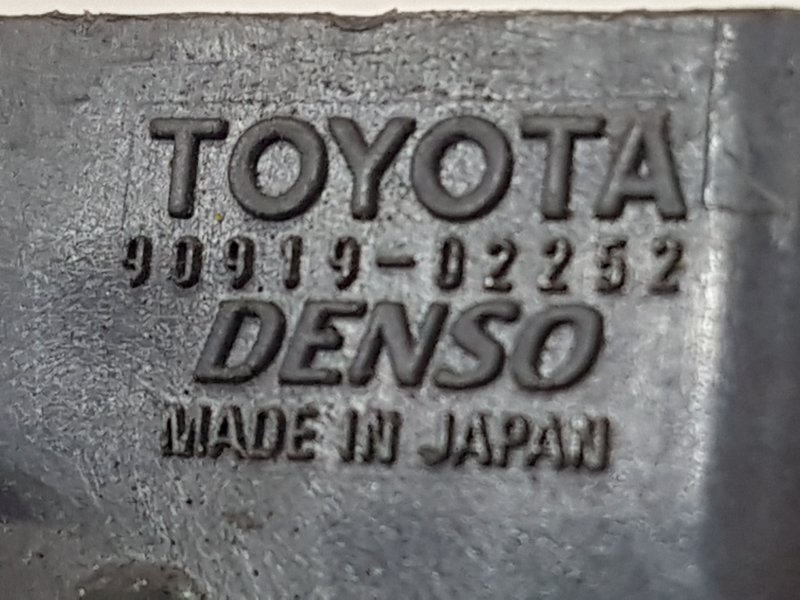 TOYOTA
90919-02252
DENSO
MADE IN JAPAN